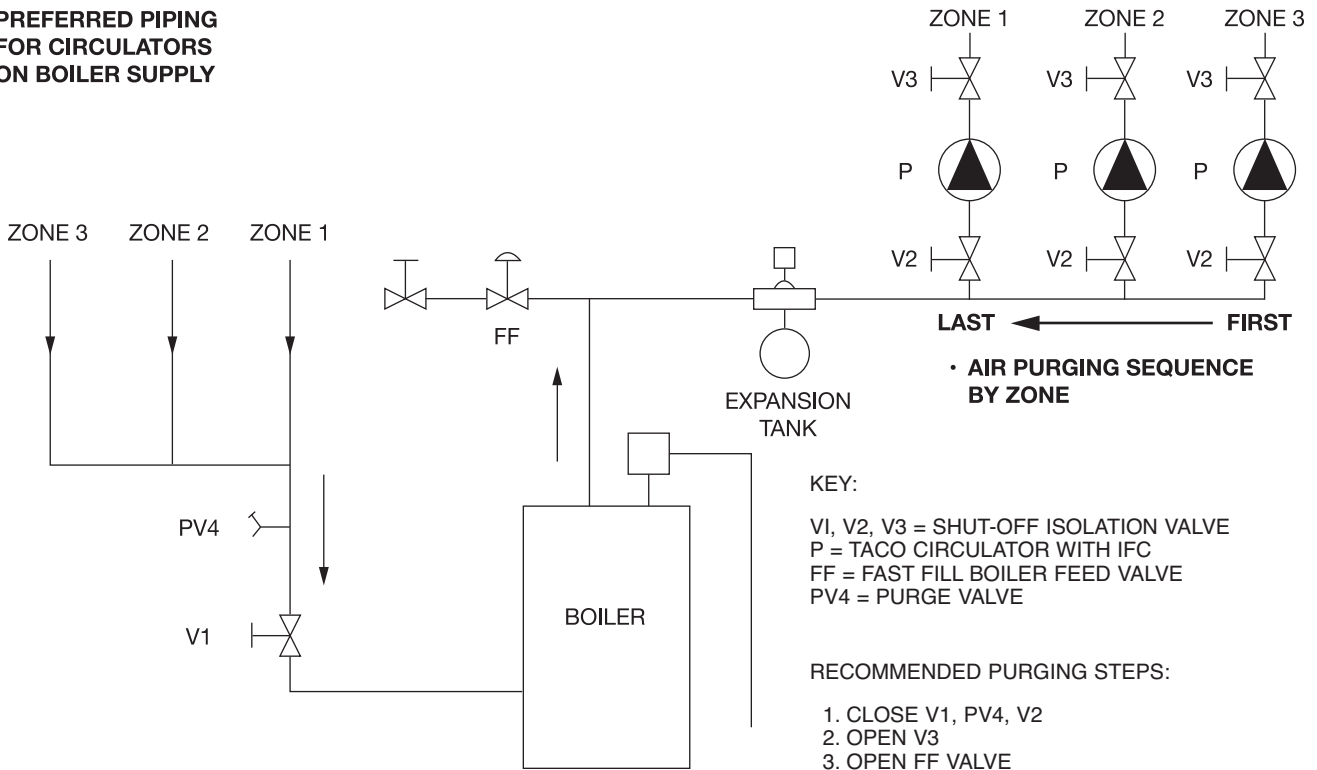 PREFERRED PIPING
FOR CIRCULATORS
ON BOILER SUPPLY
ZONE 1 ZONE 2 ZONE 3
V3 V3 V3
P P P
V2 V2 V2
LAST FIRST
• AIR PURGING SEQUENCE
BY ZONE
ZONE 3 ZONE 2 ZONE 1
FF
EXPANSION
TANK
PV4
V1
BOILER
KEY:
VI, V2, V3 = SHUT-OFF ISOLATION VALVE
P = TACO CIRCULATOR WITH IFC
FF = FAST FILL BOILER FEED VALVE
PV4 = PURGE VALVE
RECOMMENDED PURGING STEPS:
1. CLOSE V1, PV4, V2
2. OPEN V3
3. OPEN FF VALVE